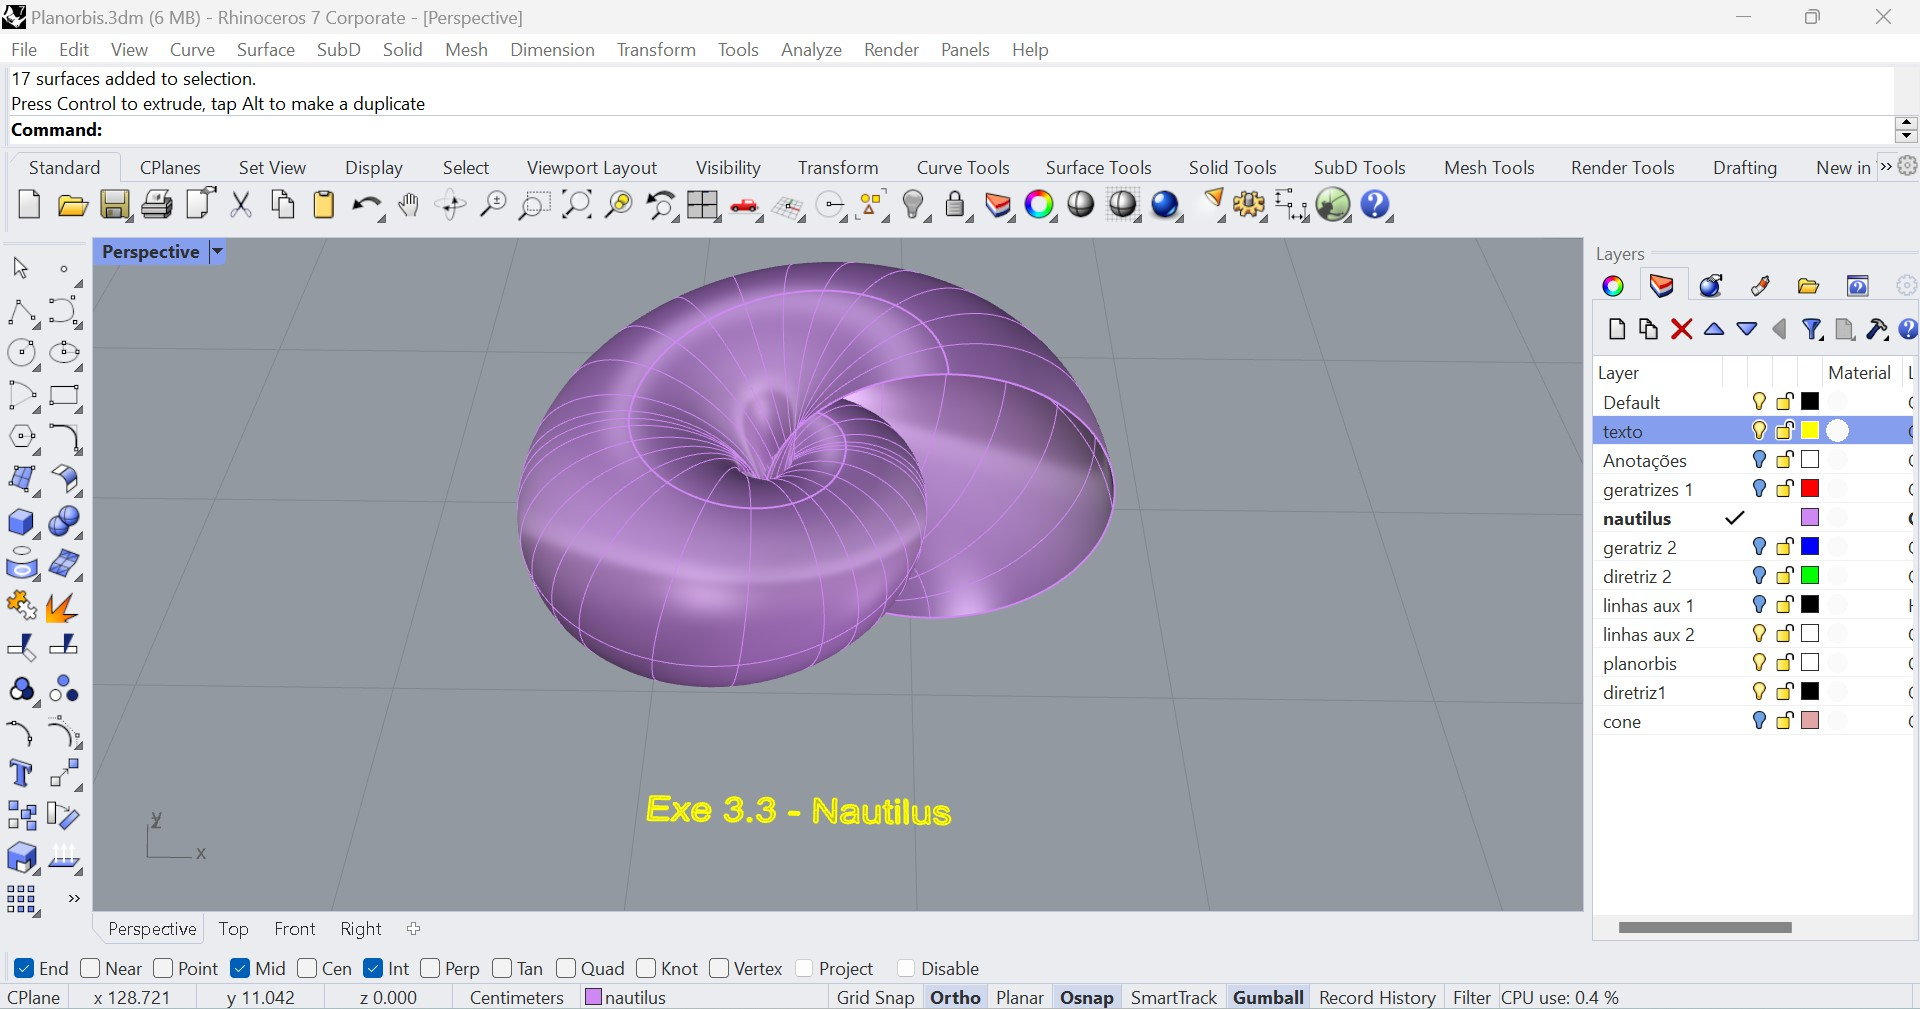 Planorbis.3dm (6 MB) - Rhinoceros 7 Corporate - [Perspective]
File Edit View Curve Surface SubD Solid Mesh Dimension Transform Tools Analyze Render Panels Help
17 surfaces added to selection.
Press Control to extrude, tap Alt to make a duplicate
Command:
Standard CPlanes Set View Display Select Viewport Layout Visibility Transform Curve Tools Surface Tools Solid Tools SubD Tools Mesh Tools Render Tools Drafting New in
Perspective
Layers
Layer Material
Default
texto
Anotações
geratrizes 1
nautilus
geratriz 2
diretriz 2
linhas aux 1
linhas aux 2
planorbis
diretriz1
cone
Exe 3.3 - Nautilus
y
x
Perspective Top Front Right
End Near Point Mid Cen Int Perp Tan Quad Knot Vertex Project Disable
CPlane x 128.721 y 11.042 z 0.000 Centimeters nautilus Grid Snap Ortho Planar Osnap SmartTrack Gumball Record History Filter CPU use: 0.4 %